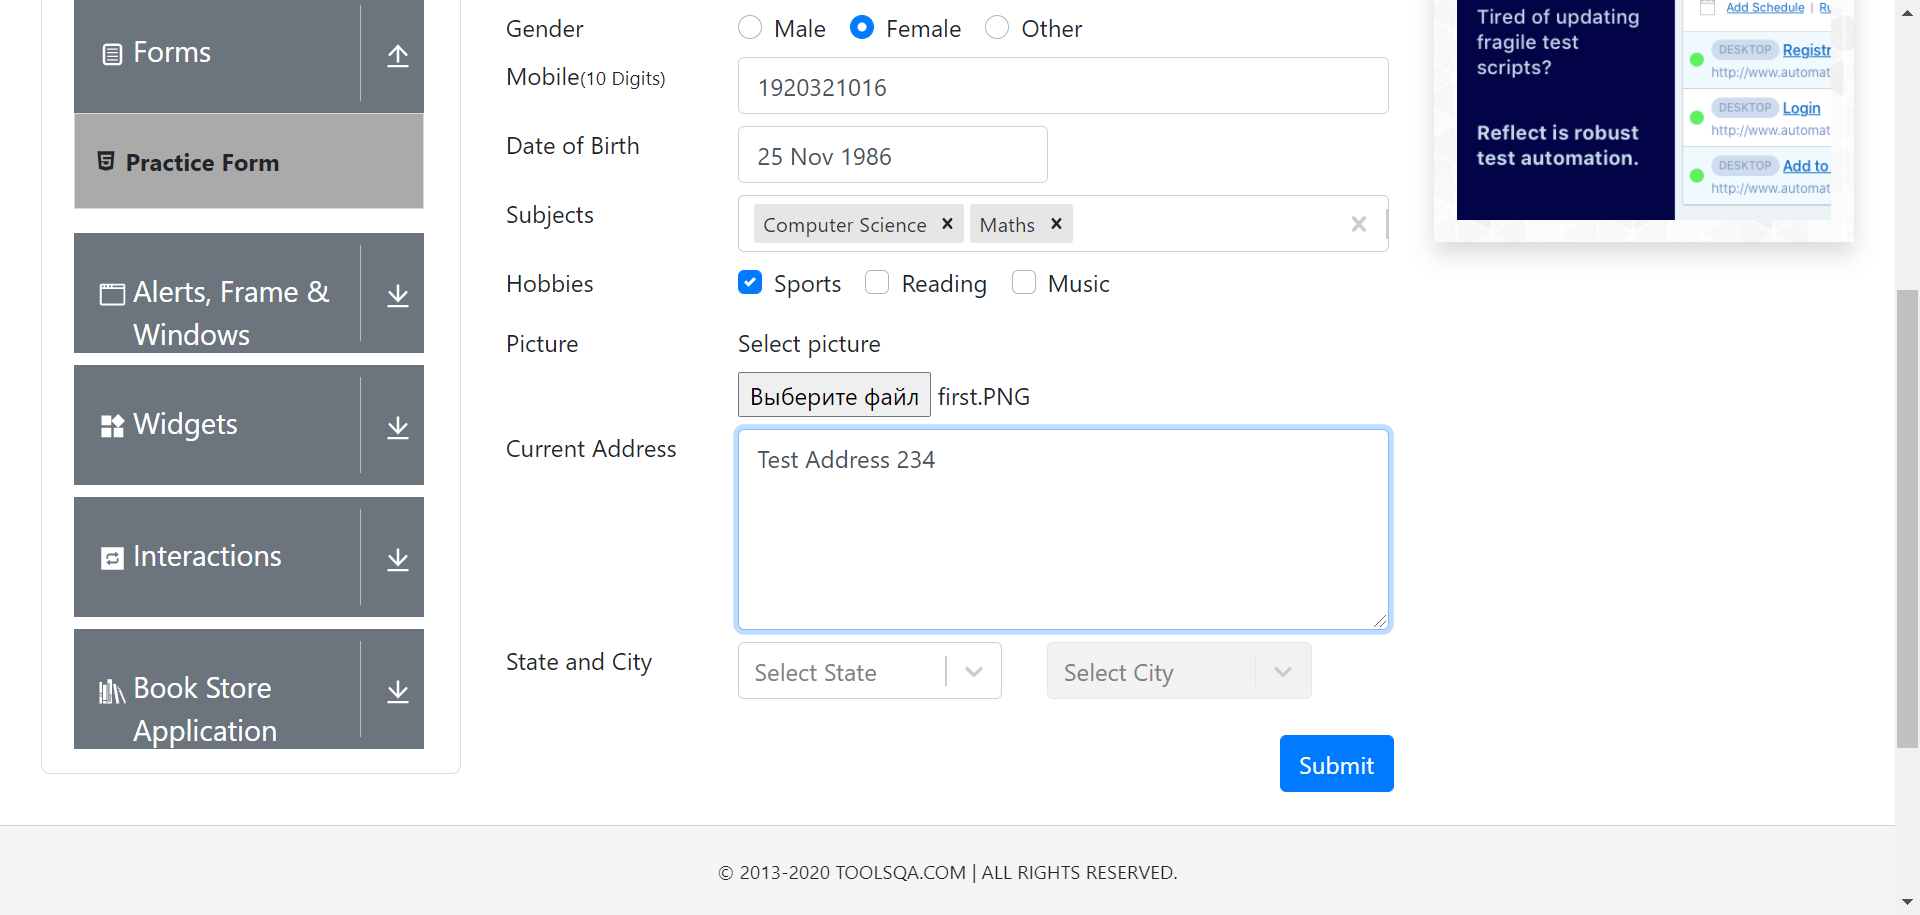 Forms
Practice Form
Alerts, Frame &
Windows
Widgets
Interactions
Book Store
Application
Gender
Male
Female
Other
Mobile(10 Digits)
1920321016
Date of Birth
25 Nov 1986
Subjects
Computer Science
Maths
Hobbies
Sports
Reading
Music
Picture
Select picture
Выберите файл first.PNG
Current Address
Test Address 234
State and City
Select State
Select City
Submit
Tired of updating
fragile test
scripts?
Reflect is robust
test automation.
Add Schedule |
DESKTOP Registr
http://www.automat
DESKTOP Login
http://www.automat
DESKTOP Add to
http://www.automat
© 2013-2020 TOOLSQA.COM | ALL RIGHTS RESERVED.